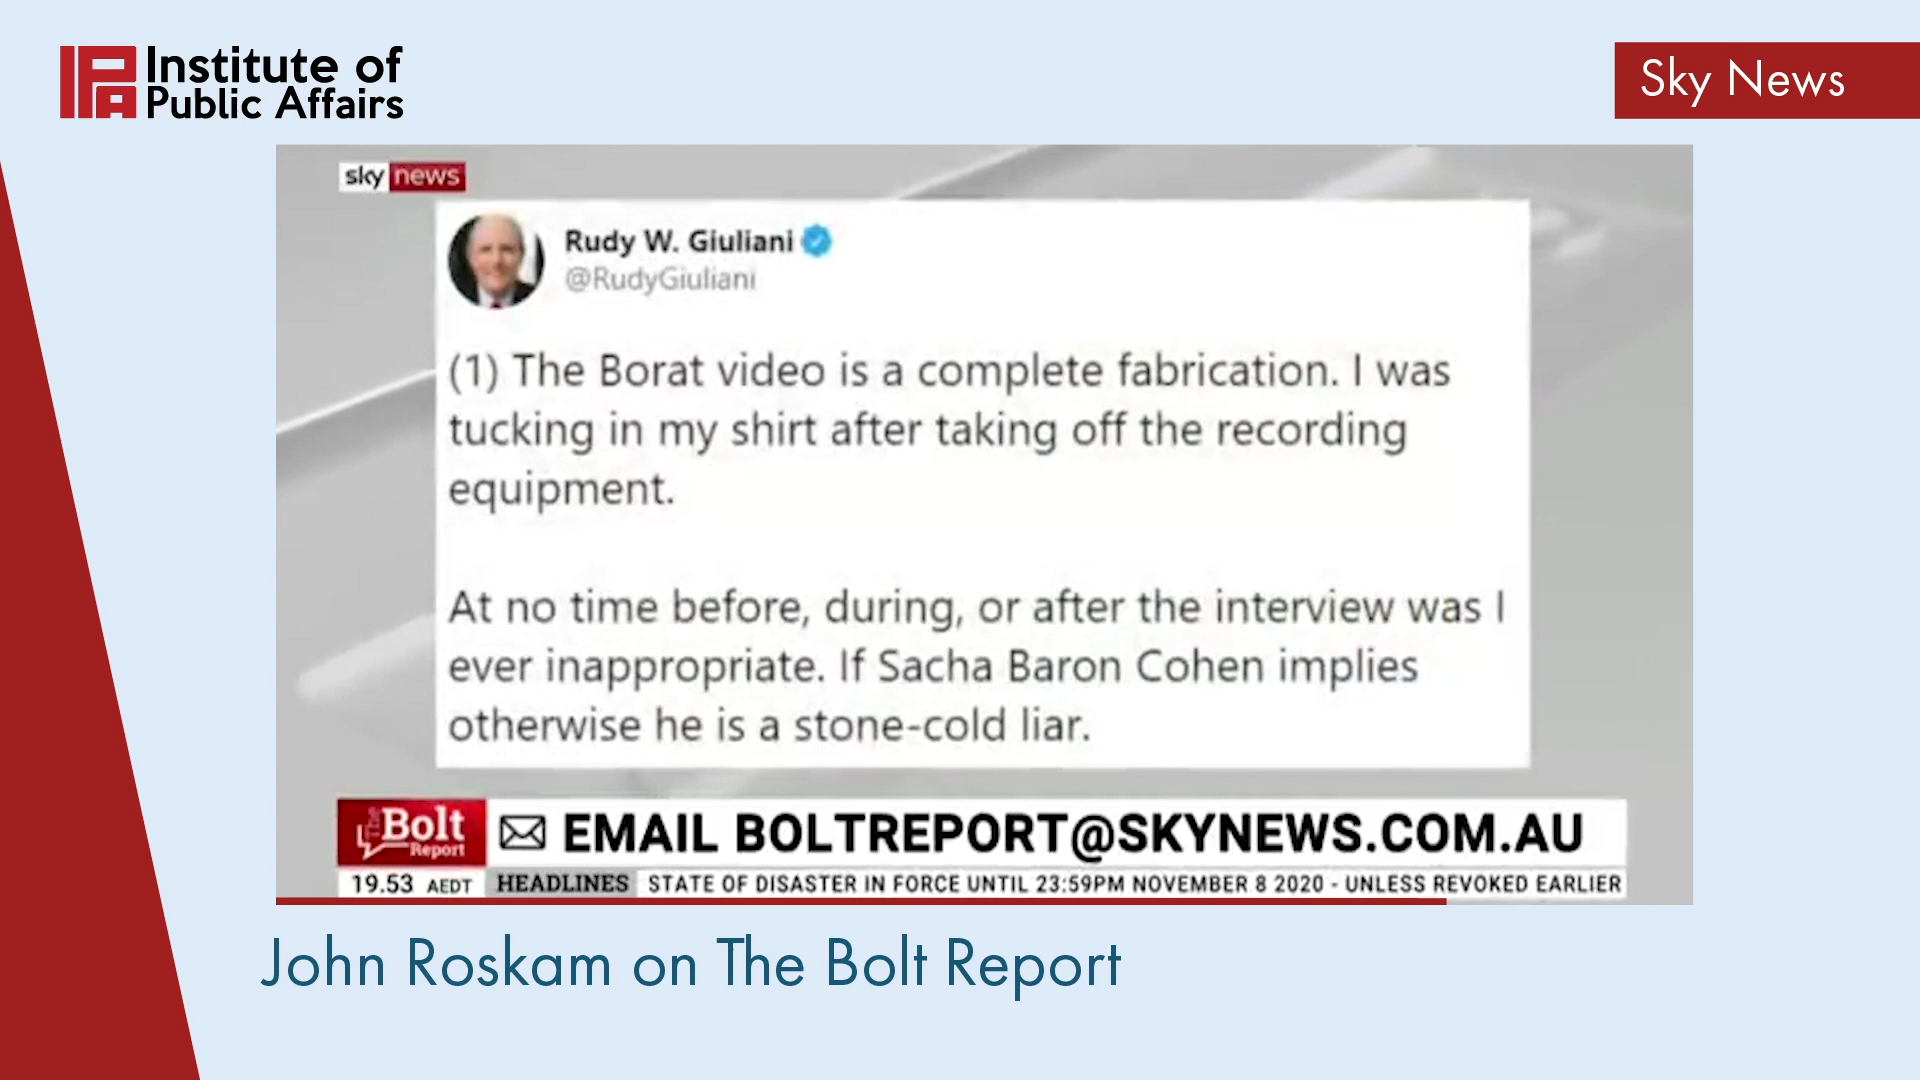 Institute of
Public Affairs
Sky News
sky news
Rudy W. Giuliani
@RudyGiuliani
(1) The Borat video is a complete fabrication. I was
tucking in my shirt after taking off the recording
equipment.
At no time before, during, or after the interview was I
ever inappropriate. If Sacha Baron Cohen implies
otherwise he is a stone-cold liar.
The Bolt Report
EMAIL BOLTREPORT@SKYNEWS.COM.AU
19.53 AEDT HEADLINES STATE OF DISASTER IN FORCE UNTIL 23:59PM NOVEMBER 8 2020 - UNLESS REVOKED EARLIER
John Roskam on The Bolt Report